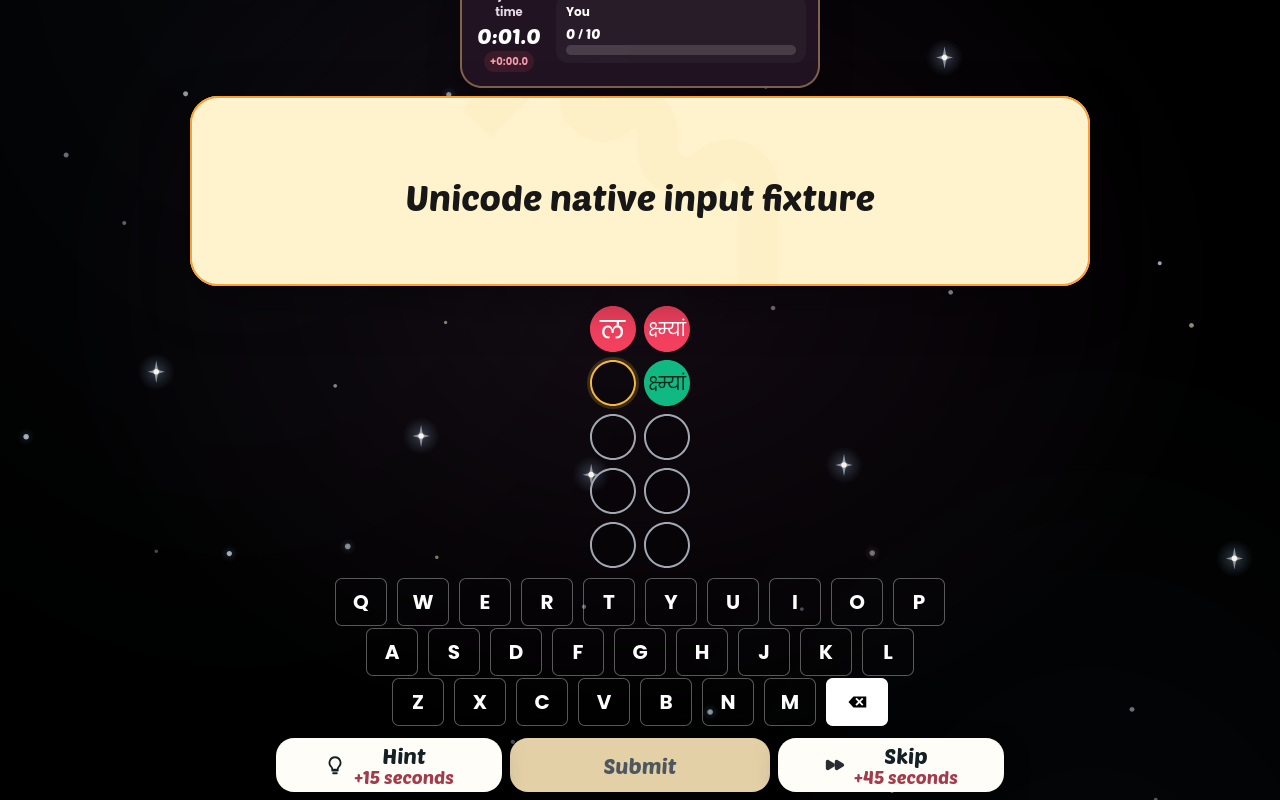 time
You
0:01.0
0 / 10
+0:00.0
Unicode native input fixture
ल क्ष्म्यां
क्ष्म्यां
Q W E R T Y U I O P
A S D F G H J K L
Z X C V B N M
Hint
+15 seconds
Submit
Skip
+45 seconds